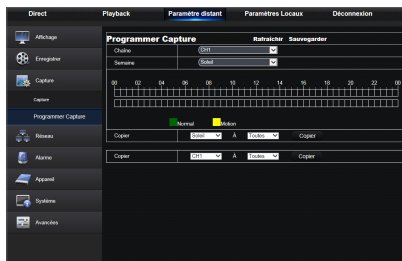 Direct Playback Paramètre distant Paramètres Locaux Déconnexion
Affichage
Enregistrer
Capture
Capture
Programmer Capture
Réseau
Alarme
Appareil
Système
Avancées
Programmer Capture Rafraichir Sauvegarder
Chaîne CH1
Semaine Soleil
00 02 04 06 08 10 12 14 16 18 20 22 00
Normal Motion
Copier Soleil À Toutes Copier
Copier CH1 À Toutes Copier